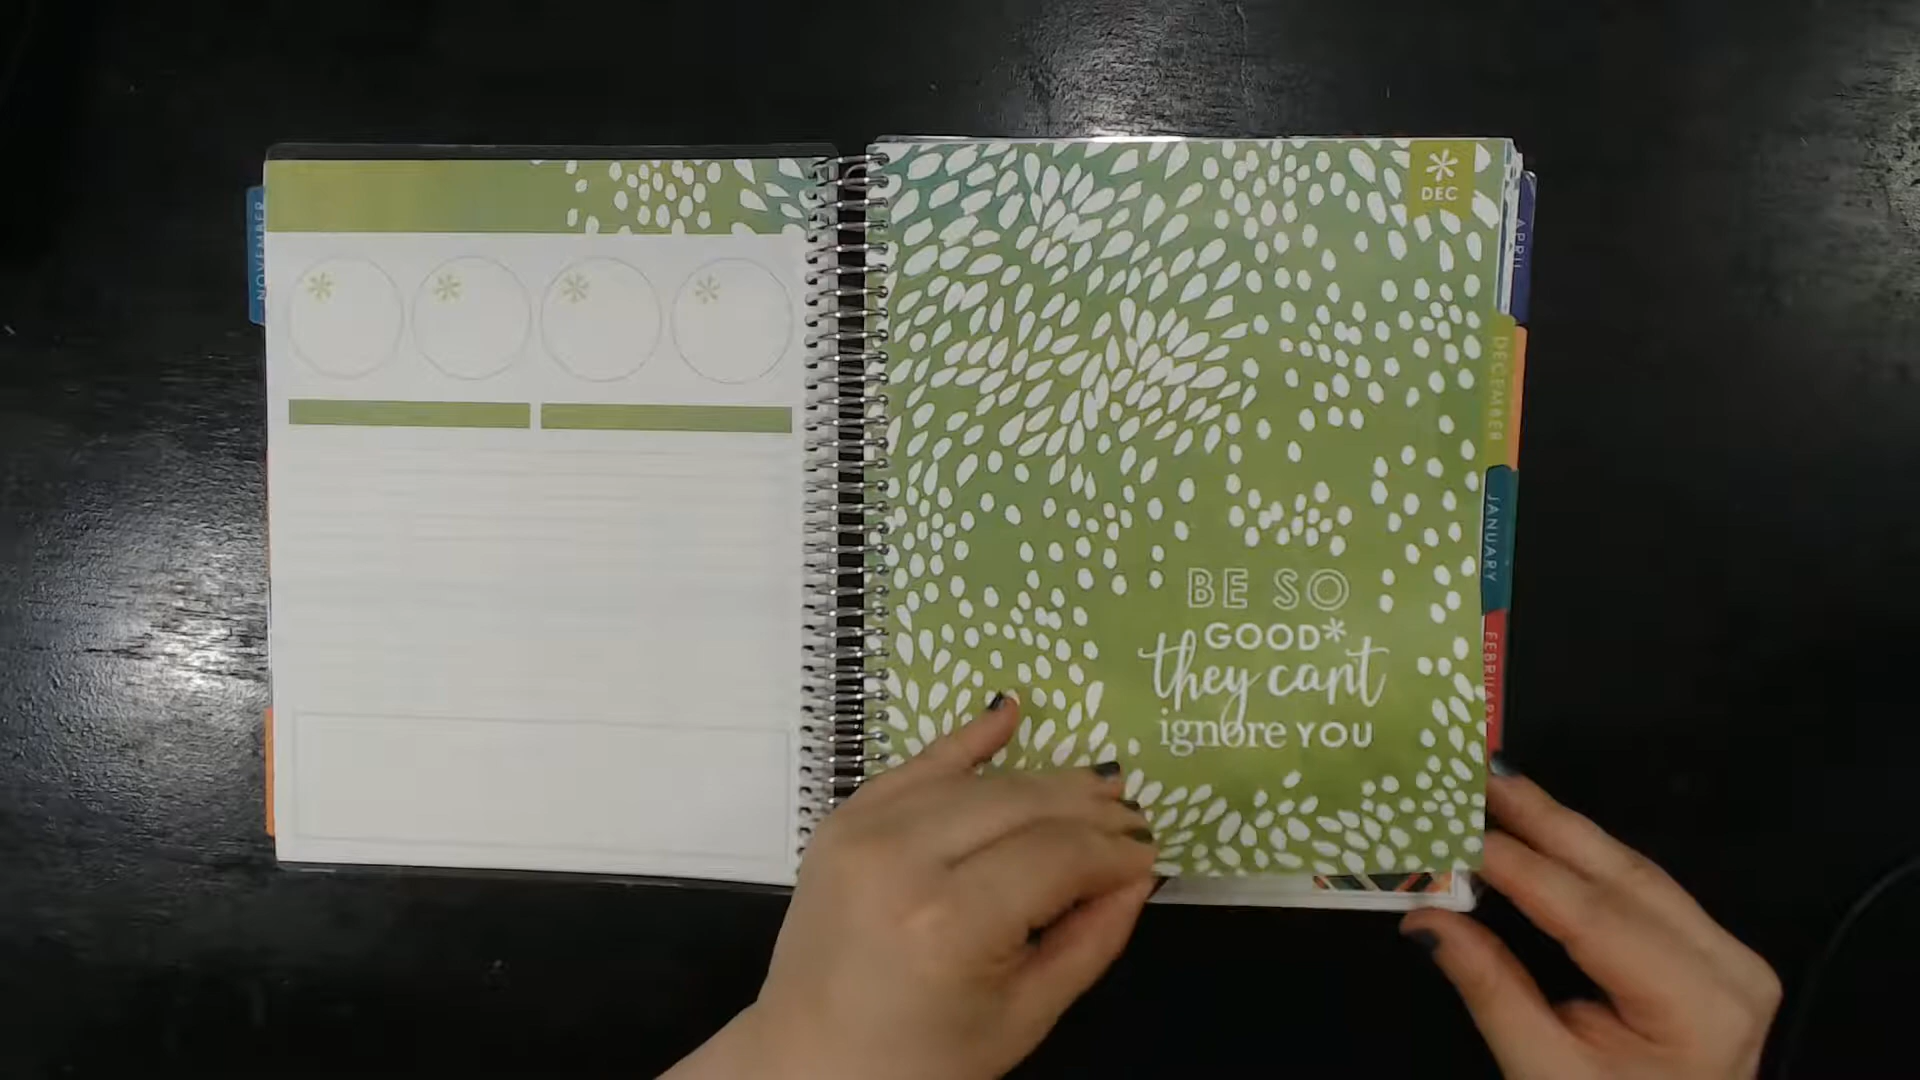 NOVEMBER
DEC
BE SO
GOOD*
they can't
ignore YOU
APRIL
DECEMBER
JANUARY
FEBRUARY